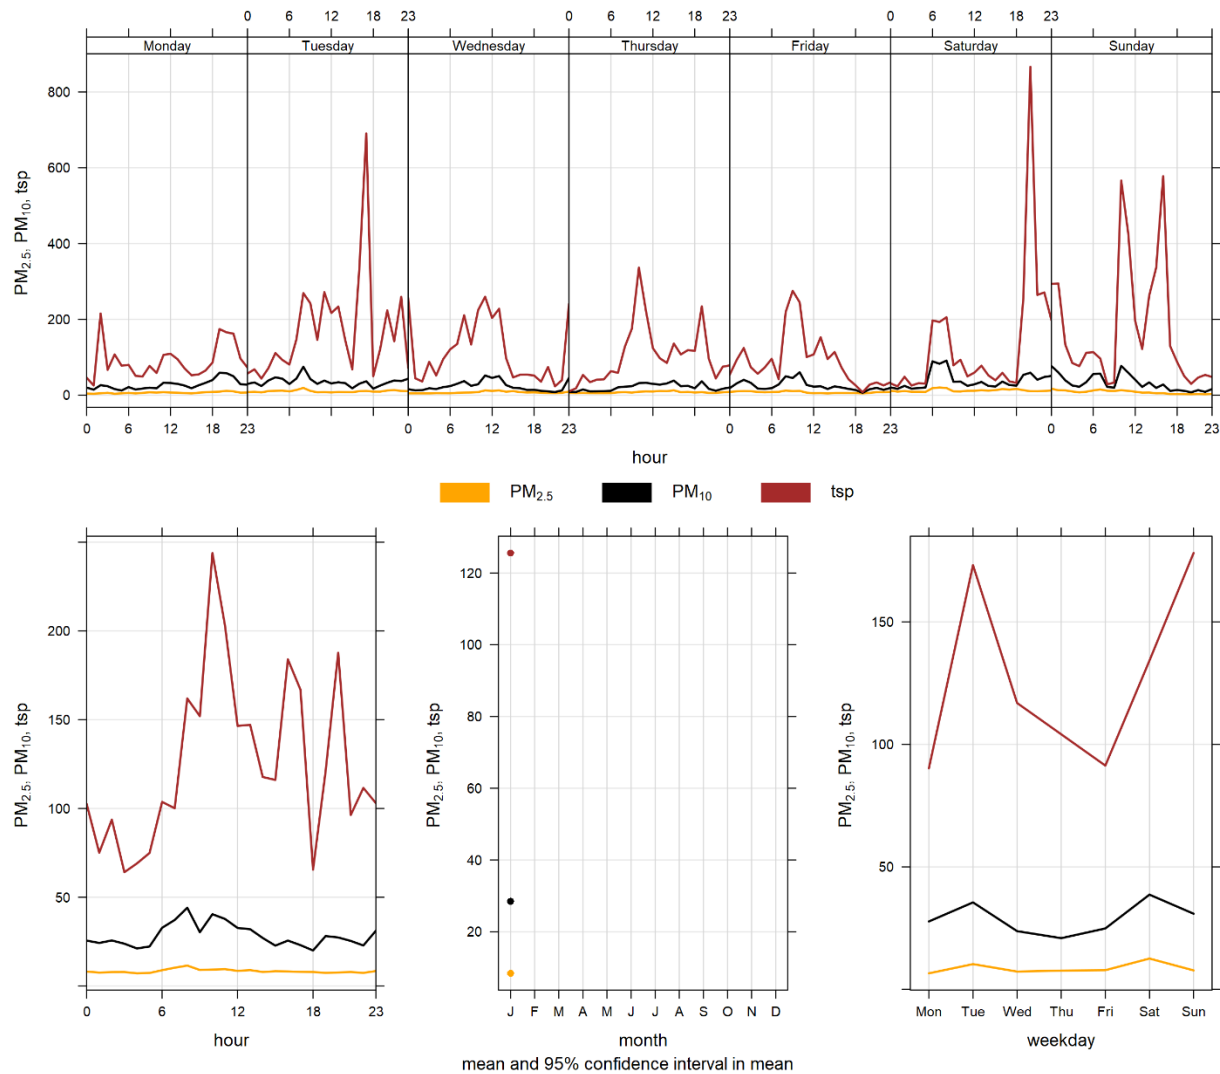 0 6 12 18 23 0 6 12 18 23 0 6 12 18 23
Monday Tuesday Wednesday Thursday Friday Saturday Sunday
PM2.5, PM10, tsp
800
600
400
200
0
0 6 12 18 23 0 6 12 18 23 0 6 12 18 23 0 6 12 18 23
hour
PM2.5 PM10 tsp
PM2.5, PM10, tsp
200
150
100
50
0
0 6 12 18 23
hour
PM2.5, PM10, tsp
120
100
80
60
40
20
J F M A M J J A S O N D
month
PM2.5, PM10, tsp
150
100
50
Mon Tue Wed Thu Fri Sat Sun
weekday
mean and 95% confidence interval in mean